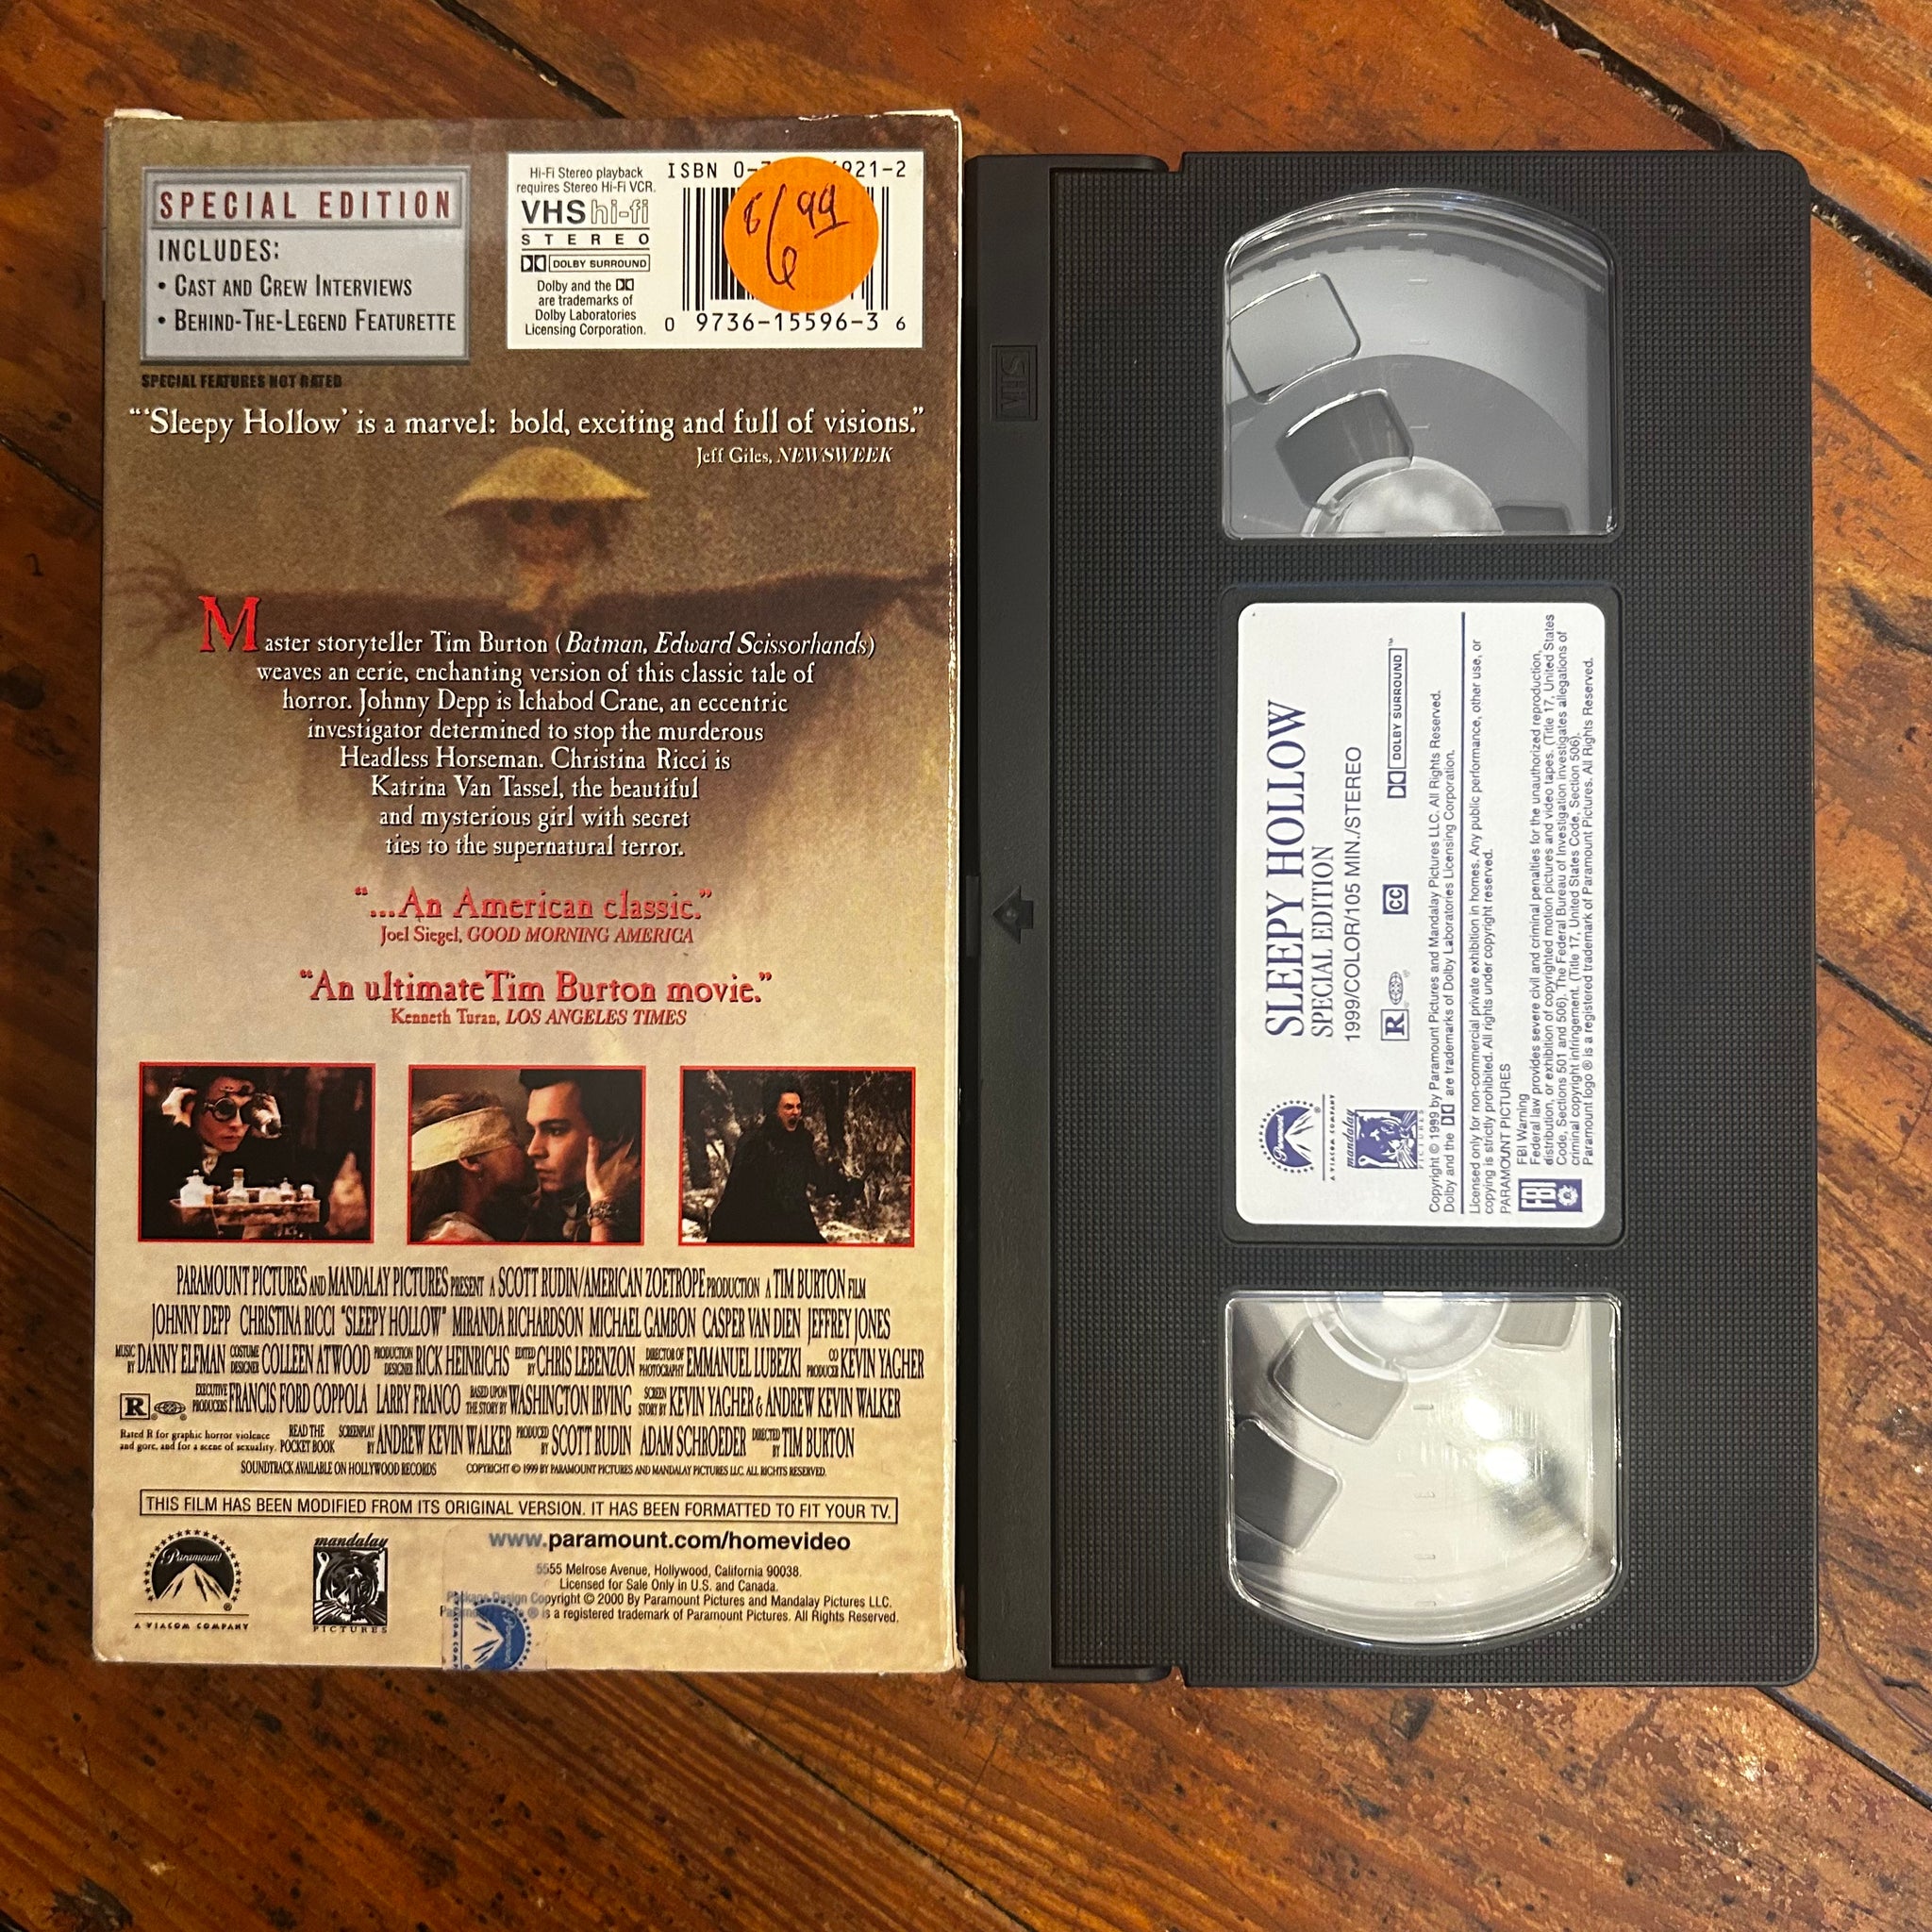 SPECIAL EDITION
INCLUDES:
• CAST AND CREW INTERVIEWS
• BEHIND-THE-LEGEND FEATURETTE
SPECIAL FEATURES NOT RATED
Hi-Fi Stereo playback
requires Stereo Hi-Fi VCR.
VHS hi-fi
STEREO
DOLBY SURROUND
Dolby and the
are trademarks of
Dolby Laboratories
Licensing Corporation.
ISBN 0-7 6921-2
6/99
6
0 9736-15596-3 6
"'Sleepy Hollow' is a marvel: bold, exciting and full of visions."
Jeff Giles, NEWSWEEK
Master storyteller Tim Burton (Batman, Edward Scissorhands)
weaves an eerie, enchanting version of this classic tale of
horror. Johnny Depp is Ichabod Crane, an eccentric
investigator determined to stop the murderous
Headless Horseman. Christina Ricci is
Katrina Van Tassel, the beautiful
and mysterious girl with secret
ties to the supernatural terror.
"...An American classic."
Joel Siegel, GOOD MORNING AMERICA
"An ultimate Tim Burton movie."
Kenneth Turan, LOS ANGELES TIMES
PARAMOUNT PICTURES AND MANDALAY PICTURES PRESENT A SCOTT RUDIN/AMERICAN ZOETROPE PRODUCTION A TIM BURTON FILM
JOHNNY DEPP CHRISTINA RICCI "SLEEPY HOLLOW" MIRANDA RICHARDSON MICHAEL GAMBON CASPER VAN DIEN JEFFREY JONES
MUSIC BY DANNY ELFMAN COSTUME DESIGNER COLLEEN ATWOOD PRODUCTION DESIGNER RICK HEINRICHS EDITED BY CHRIS LEBENZON DIRECTOR OF PHOTOGRAPHY EMMANUEL LUBEZKI CO PRODUCER KEVIN YAGHER
R EXECUTIVE PRODUCERS FRANCIS FORD COPPOLA LARRY FRANCO BASED UPON THE STORY BY WASHINGTON IRVING SCREEN STORY BY KEVIN YAGHER & ANDREW KEVIN WALKER
Rated R for graphic horror violence
and gore, and for a scene of sexuality.
READ THE POCKET BOOK SCREENPLAY BY ANDREW KEVIN WALKER PRODUCED BY SCOTT RUDIN ADAM SCHROEDER DIRECTED BY TIM BURTON
SOUNDTRACK AVAILABLE ON HOLLYWOOD RECORDS COPYRIGHT © 1999 BY PARAMOUNT PICTURES AND MANDALAY PICTURES LLC. ALL RIGHTS RESERVED.
THIS FILM HAS BEEN MODIFIED FROM ITS ORIGINAL VERSION. IT HAS BEEN FORMATTED TO FIT YOUR TV.
Paramount
A VIACOM COMPANY
mandalay
PICTURES
www.paramount.com/homevideo
5555 Melrose Avenue, Hollywood, California 90038.
Licensed for Sale Only in U.S. and Canada.
Package Design Copyright © 2000 By Paramount Pictures and Mandalay Pictures LLC.
® is a registered trademark of Paramount Pictures. All Rights Reserved.
VHS
SLEEPY HOLLOW
SPECIAL EDITION
1999/COLOR/105 MIN./STEREO
R CC DOLBY SURROUND™
Paramount
A VIACOM COMPANY
mandalay
PICTURES
Copyright © 1999 by Paramount Pictures and Mandalay Pictures LLC. All Rights Reserved.
Dolby and the are trademarks of Dolby Laboratories Licensing Corporation.
Licensed only for non-commercial private exhibition in homes. Any public performance, other use, or
copying is strictly prohibited. All rights under copyright reserved.
PARAMOUNT PICTURES
FBI
FBI Warning
Federal law provides severe civil and criminal penalties for the unauthorized reproduction,
distribution, or exhibition of copyrighted motion pictures and video tapes. (Title 17, United States
Code, Sections 501 and 506). The Federal Bureau of Investigation investigates allegations of
criminal copyright infringement. (Title 17, United States Code, Section 506).
Paramount logo ® is a registered trademark of Paramount Pictures. All Rights Reserved.